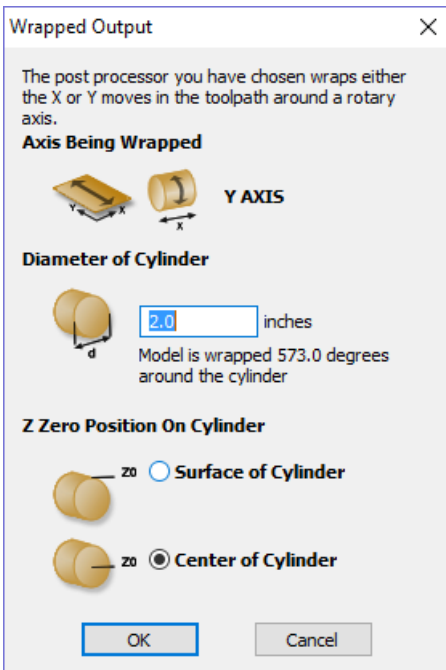 Wrapped Output
The post processor you have chosen wraps either
the X or Y moves in the toolpath around a rotary
axis.
Axis Being Wrapped
Y X X Y AXIS
Diameter of Cylinder
2.0 inches
d
Model is wrapped 573.0 degrees
around the cylinder
Z Zero Position On Cylinder
Z0 Surface of Cylinder
Z0 Center of Cylinder
OK Cancel